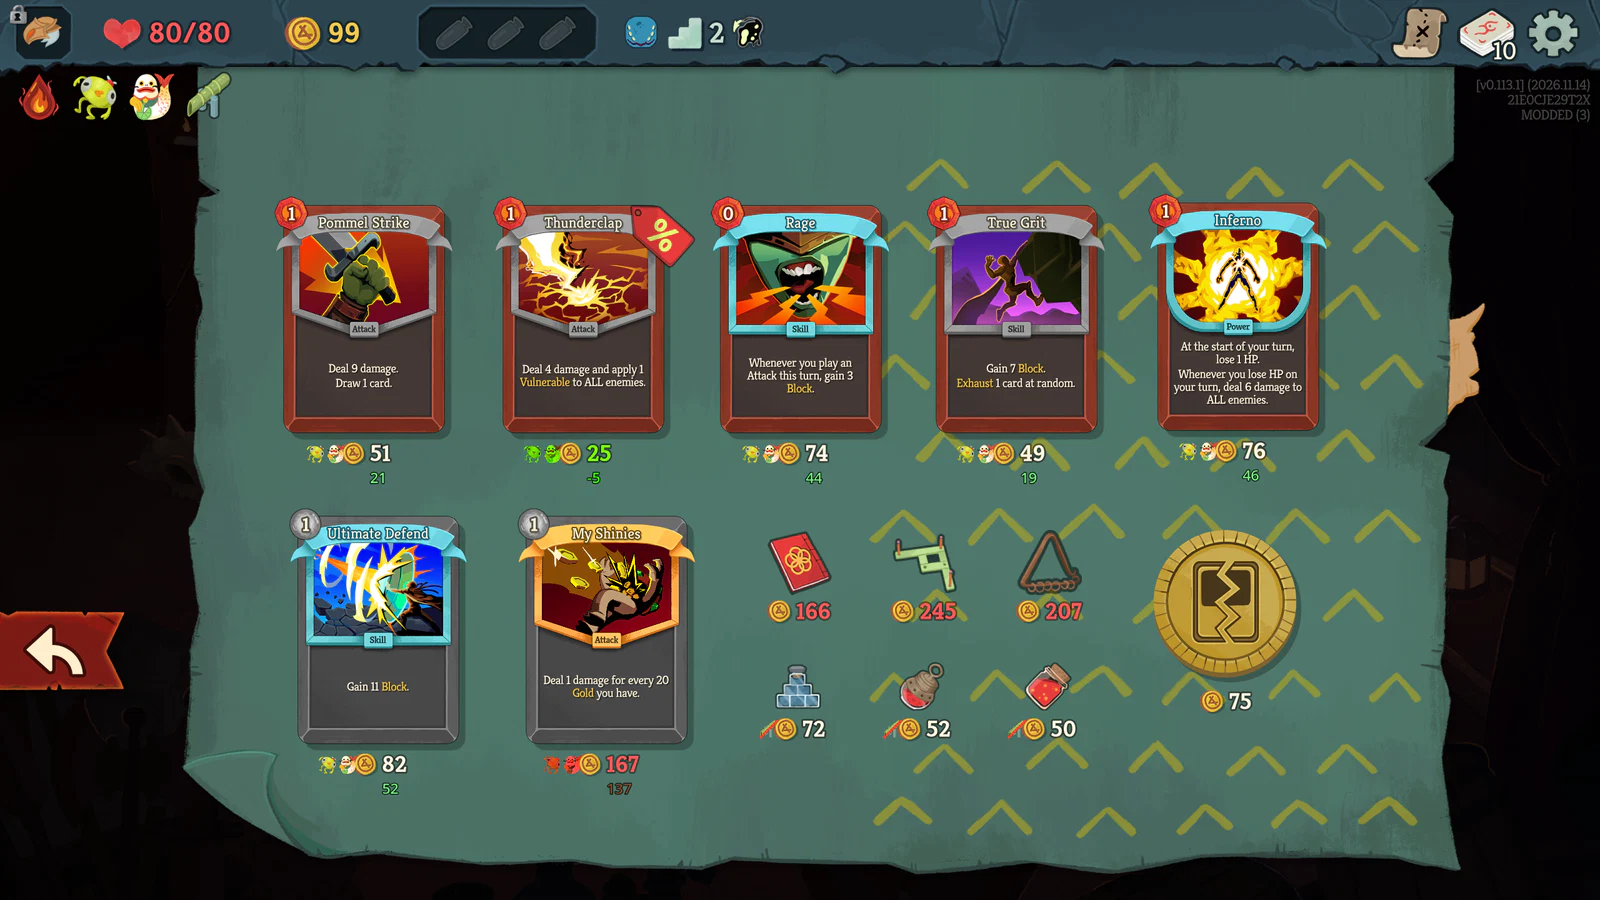 80/80
99
2
10
[v0.113.1] (2026.11.14)
21E0CJE29T2X
MODDED (3)
1
Pommel Strike
Attack
Deal 9 damage.
Draw 1 card.
51
21
1
Thunderclap
%
Attack
Deal 4 damage and apply 1
Vulnerable to ALL enemies.
25
-5
0
Rage
Skill
Whenever you play an
Attack this turn, gain 3
Block.
74
44
1
True Grit
Skill
Gain 7 Block.
Exhaust 1 card at random.
49
19
1
Inferno
Power
At the start of your turn,
lose 1 HP.
Whenever you lose HP on
your turn, deal 6 damage to
ALL enemies.
76
46
1
Ultimate Defend
Skill
Gain 11 Block.
82
52
1
My Shinies
Attack
Deal 1 damage for every 20
Gold you have.
167
137
166
245
207
72
52
50
75